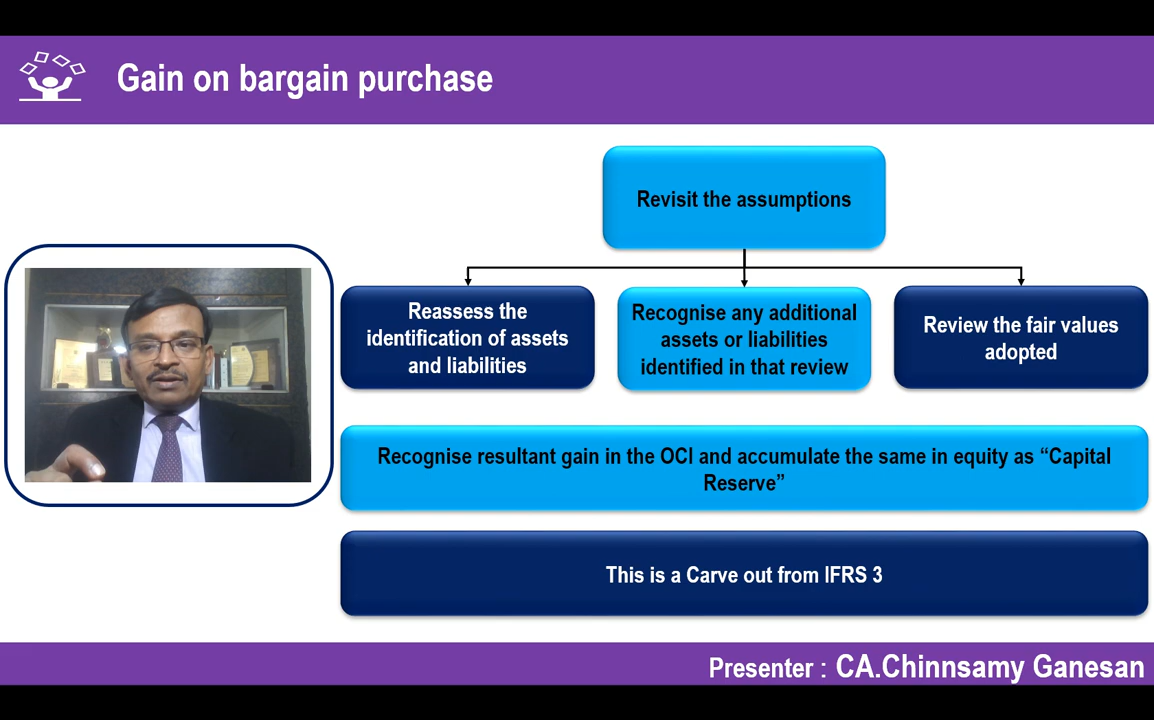 Gain on bargain purchase
Revisit the assumptions
Reassess the
identification of assets
and liabilities
Recognise any additional
assets or liabilities
identified in that review
Review the fair values
adopted
Recognise resultant gain in the OCI and accumulate the same in equity as “Capital
Reserve”
This is a Carve out from IFRS 3
Presenter : CA.Chinnsamy Ganesan